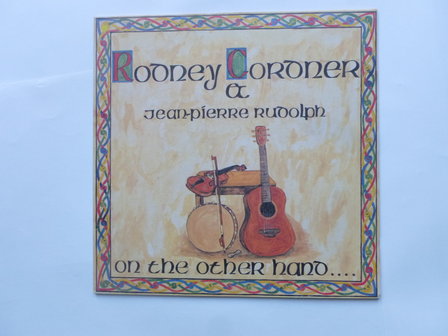 Rodney Cordner
&
Jean-Pierre Rudolph
on the other hand....